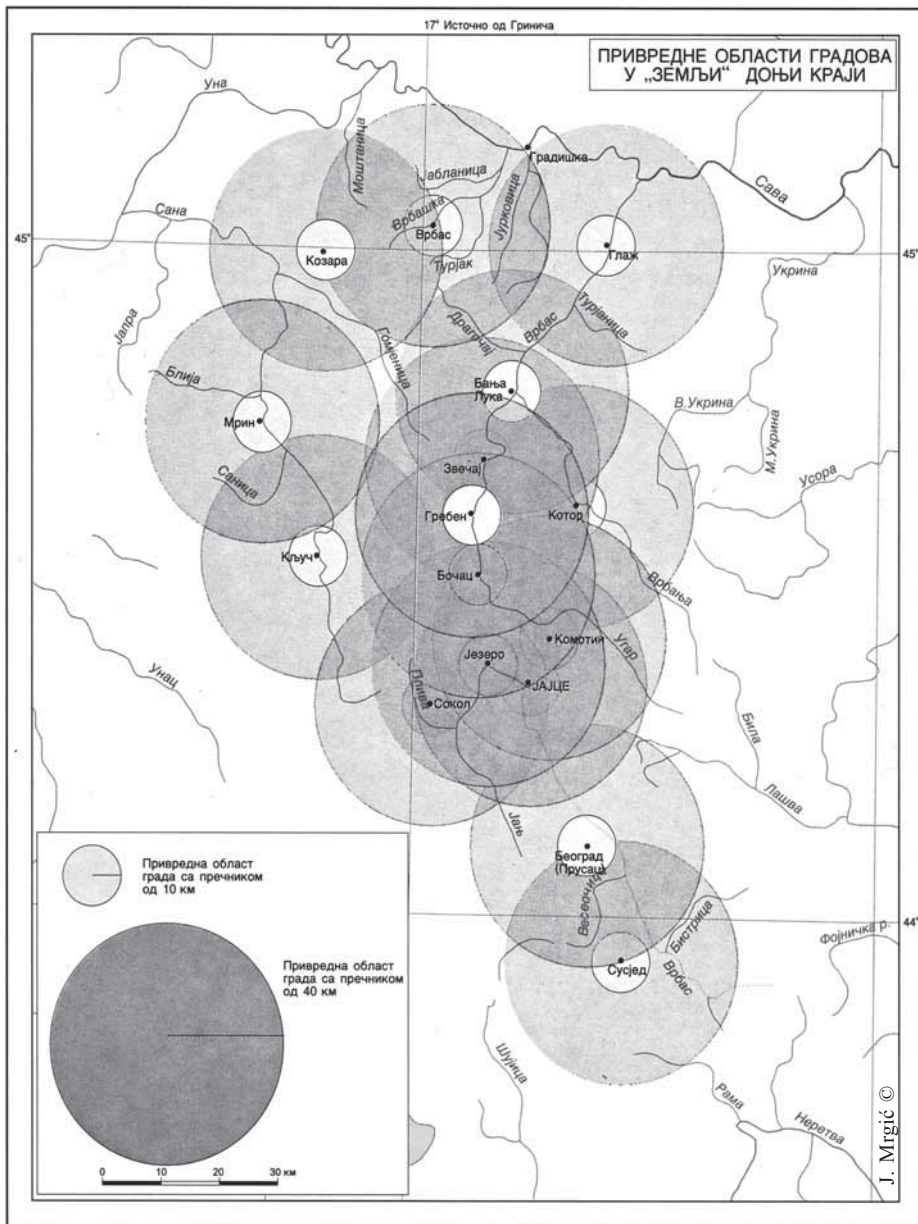 17° Источно од Гринича
ПРИВРЕДНЕ ОБЛАСТИ ГРАДОВА
У „ЗЕМЉИ“ ДОЊИ КРАЈИ
Уна
Моштаница
Градишка
Јабланица
Сава
Сана
Врбашка
Јурковица
Врбас
45°
45°
Козара
Глаж
Турјак
Укрина
Јапра
Драгочај
Врбас
Турјаница
Гомјеница
Блија
Бања
Лука
В.Укрина
Мрин
М.Укрина
Звечај
Саница
Усора
Гребен
Котор
Кључ
Бочац
Врбања
Комотин
Угар
Језеро
Унац
Плива
ЈАЈЦЕ
Сокол
Била
Лашва
Јањ
Београд
(Прусац)
Весеочица
44°
Бистрица
Фојничка р.
Сусјед
Врбас
Шујица
Рама
Неретва
Привредна област
града са пречником
од 10 км
Привредна област
града са пречником
од 40 км
0 10 20 30 км
J. Mrgić ©